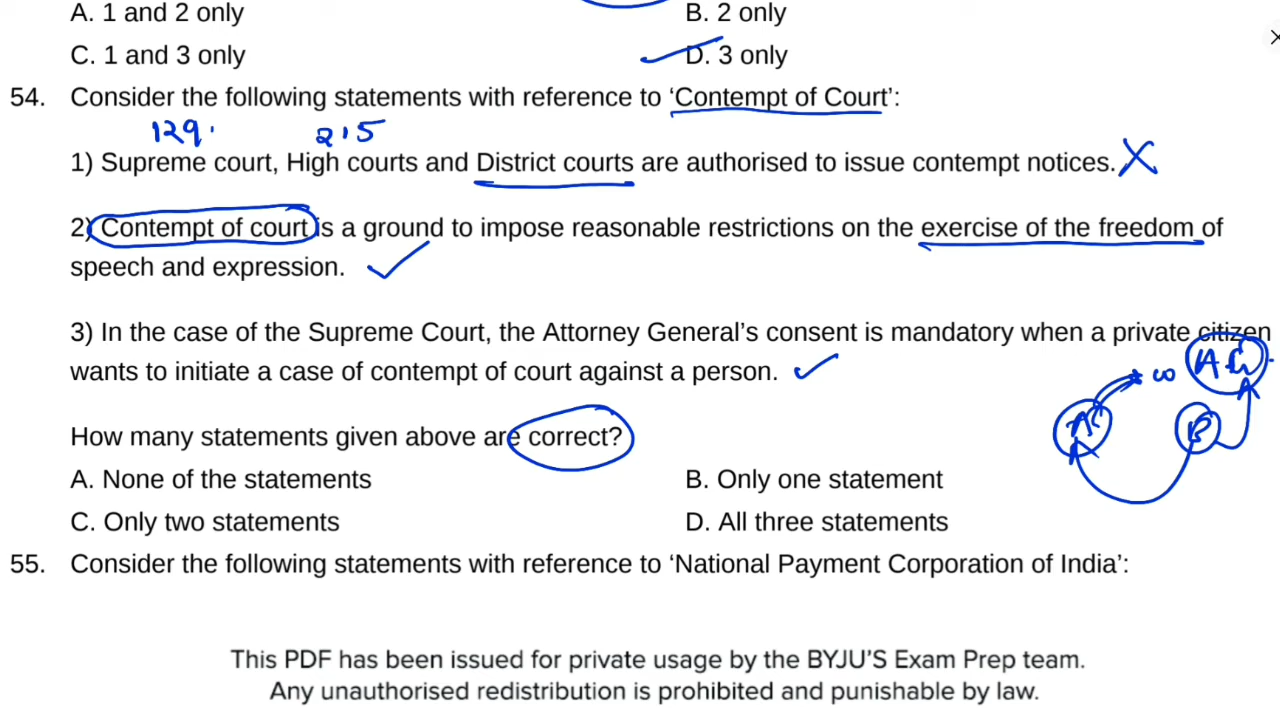 A. 1 and 2 only B. 2 only
C. 1 and 3 only D. 3 only
54. Consider the following statements with reference to ‘Contempt of Court’:
129. 215
1) Supreme court, High courts and District courts are authorised to issue contempt notices. X
2) Contempt of court is a ground to impose reasonable restrictions on the exercise of the freedom of
speech and expression.
3) In the case of the Supreme Court, the Attorney General’s consent is mandatory when a private citizen
wants to initiate a case of contempt of court against a person.
How many statements given above are correct?
A. None of the statements B. Only one statement
C. Only two statements D. All three statements
55. Consider the following statements with reference to ‘National Payment Corporation of India’:
This PDF has been issued for private usage by the BYJU’S Exam Prep team.
Any unauthorised redistribution is prohibited and punishable by law.